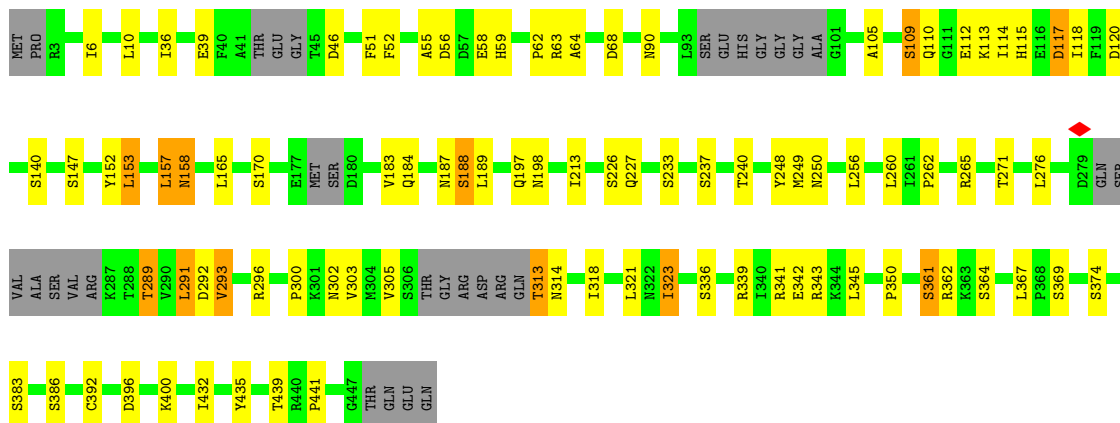 MET PRO R3 I6 L10 I36 E39 F40 A41 THR GLU GLY T45 D46 F51 F52 A55 D56 D57 E58 H59 P62 R63 A64 D68 N90 L93 SER GLU HIS GLY GLY GLY ALA G101 A105 S109 Q110 G111 E112 K113 I114 H115 E116 D117 I118 F119 D120
S140 S147 Y152 L153 L157 N158 L165 S170 E177 MET SER D180 V183 Q184 N187 S188 L189 Q197 N198 I213 S226 Q227 S233 S237 T240 Y248 M249 N250 L256 L260 I261 P262 R265 T271 L276 D279 GLN SER
VAL ALA SER VAL ARG K287 T288 T289 V290 L291 D292 V293 R296 P300 K301 N302 V303 M304 V305 S306 THR GLY ARG ASP ARG GLN T313 N314 I318 L321 N322 I323 S336 R339 I340 R341 E342 R343 K344 L345 P350 S361 R362 K363 S364 L367 P368 S369 S374
S383 S386 C392 D396 K400 I432 Y435 T439 R440 P441 G447 THR GLN GLU GLN